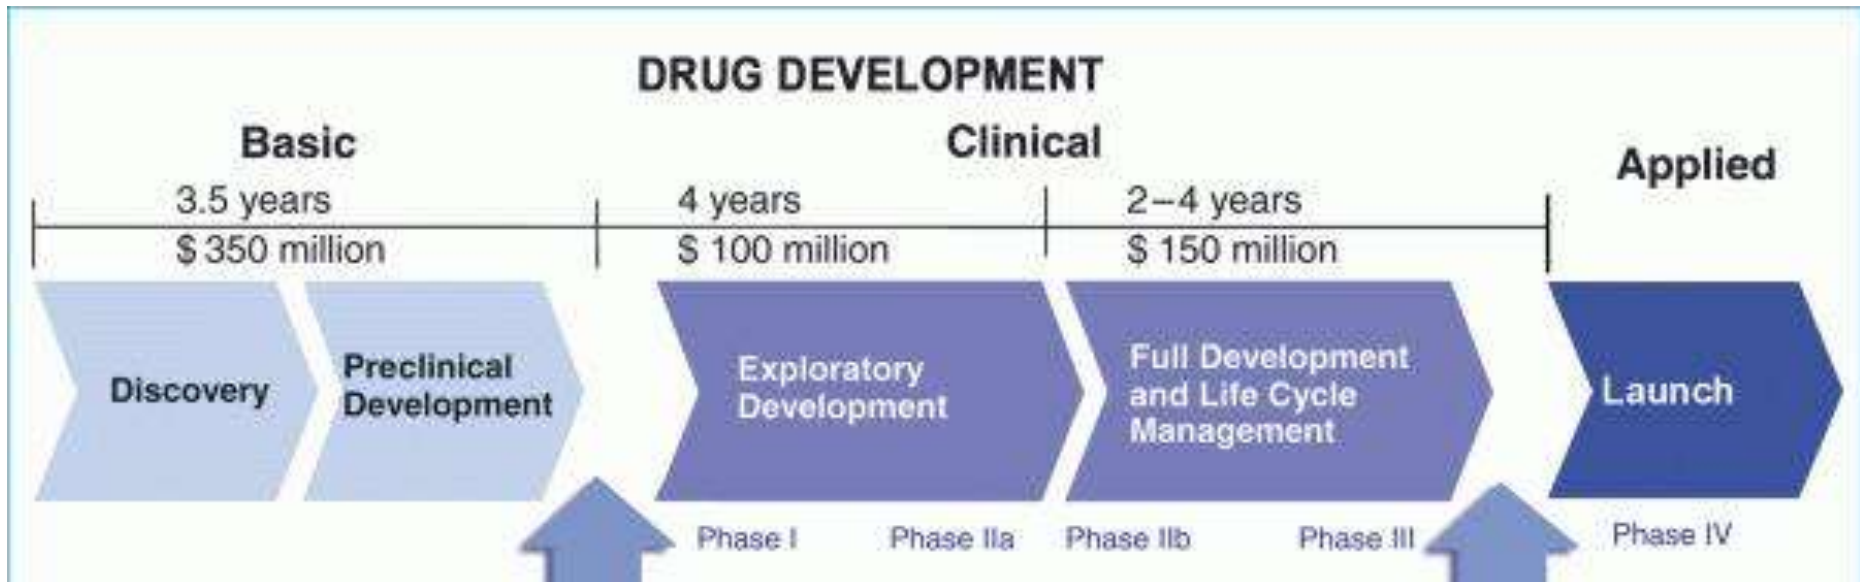 DRUG DEVELOPMENT
Basic
Clinical
Applied
3.5 years
4 years
2–4 years
$ 350 million
$ 100 million
$ 150 million
Discovery
Preclinical
Development
Exploratory
Development
Full Development
and Life Cycle
Management
Launch
Phase I
Phase IIa
Phase IIb
Phase III
Phase IV